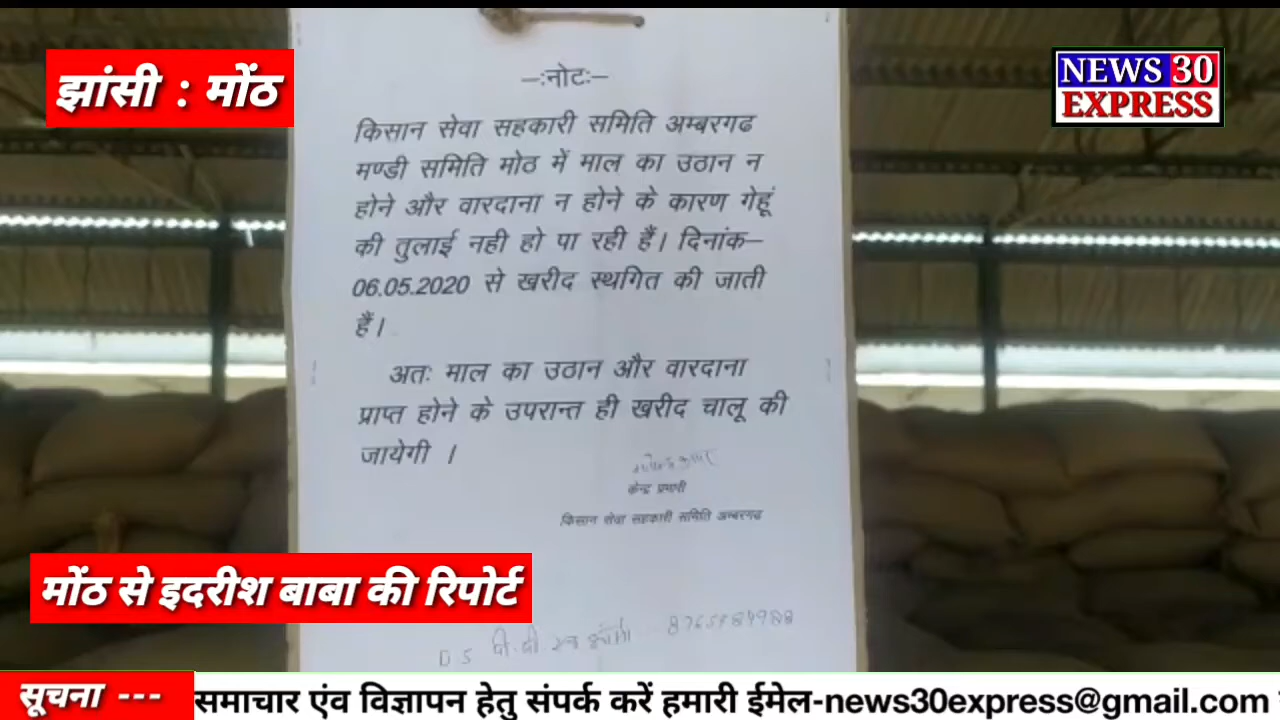 झांसी : मोंठ
NEWS 30
EXPRESS
—ःनोटः—
किसान सेवा सहकारी समिति अम्बरगढ
मण्डी समिति मोठ में माल का उठान न
होने और वारदाना न होने के कारण गेहूं
की तुलाई नही हो पा रही हैं। दिनांक—
06.05.2020 से खरीद स्थगित की जाती
हैं।
अतः माल का उठान और वारदाना
प्राप्त होने के उपरान्त ही खरीद चालू की
जायेगी ।
केन्द्र प्रभारी
किसान सेवा सहकारी समिति अम्बरगढ
D S
मोंठ से इदरीश बाबा की रिपोर्ट
सूचना ---
समाचार एंव विज्ञापन हेतु संपर्क करें हमारी ईमेल-news30express@gmail.com